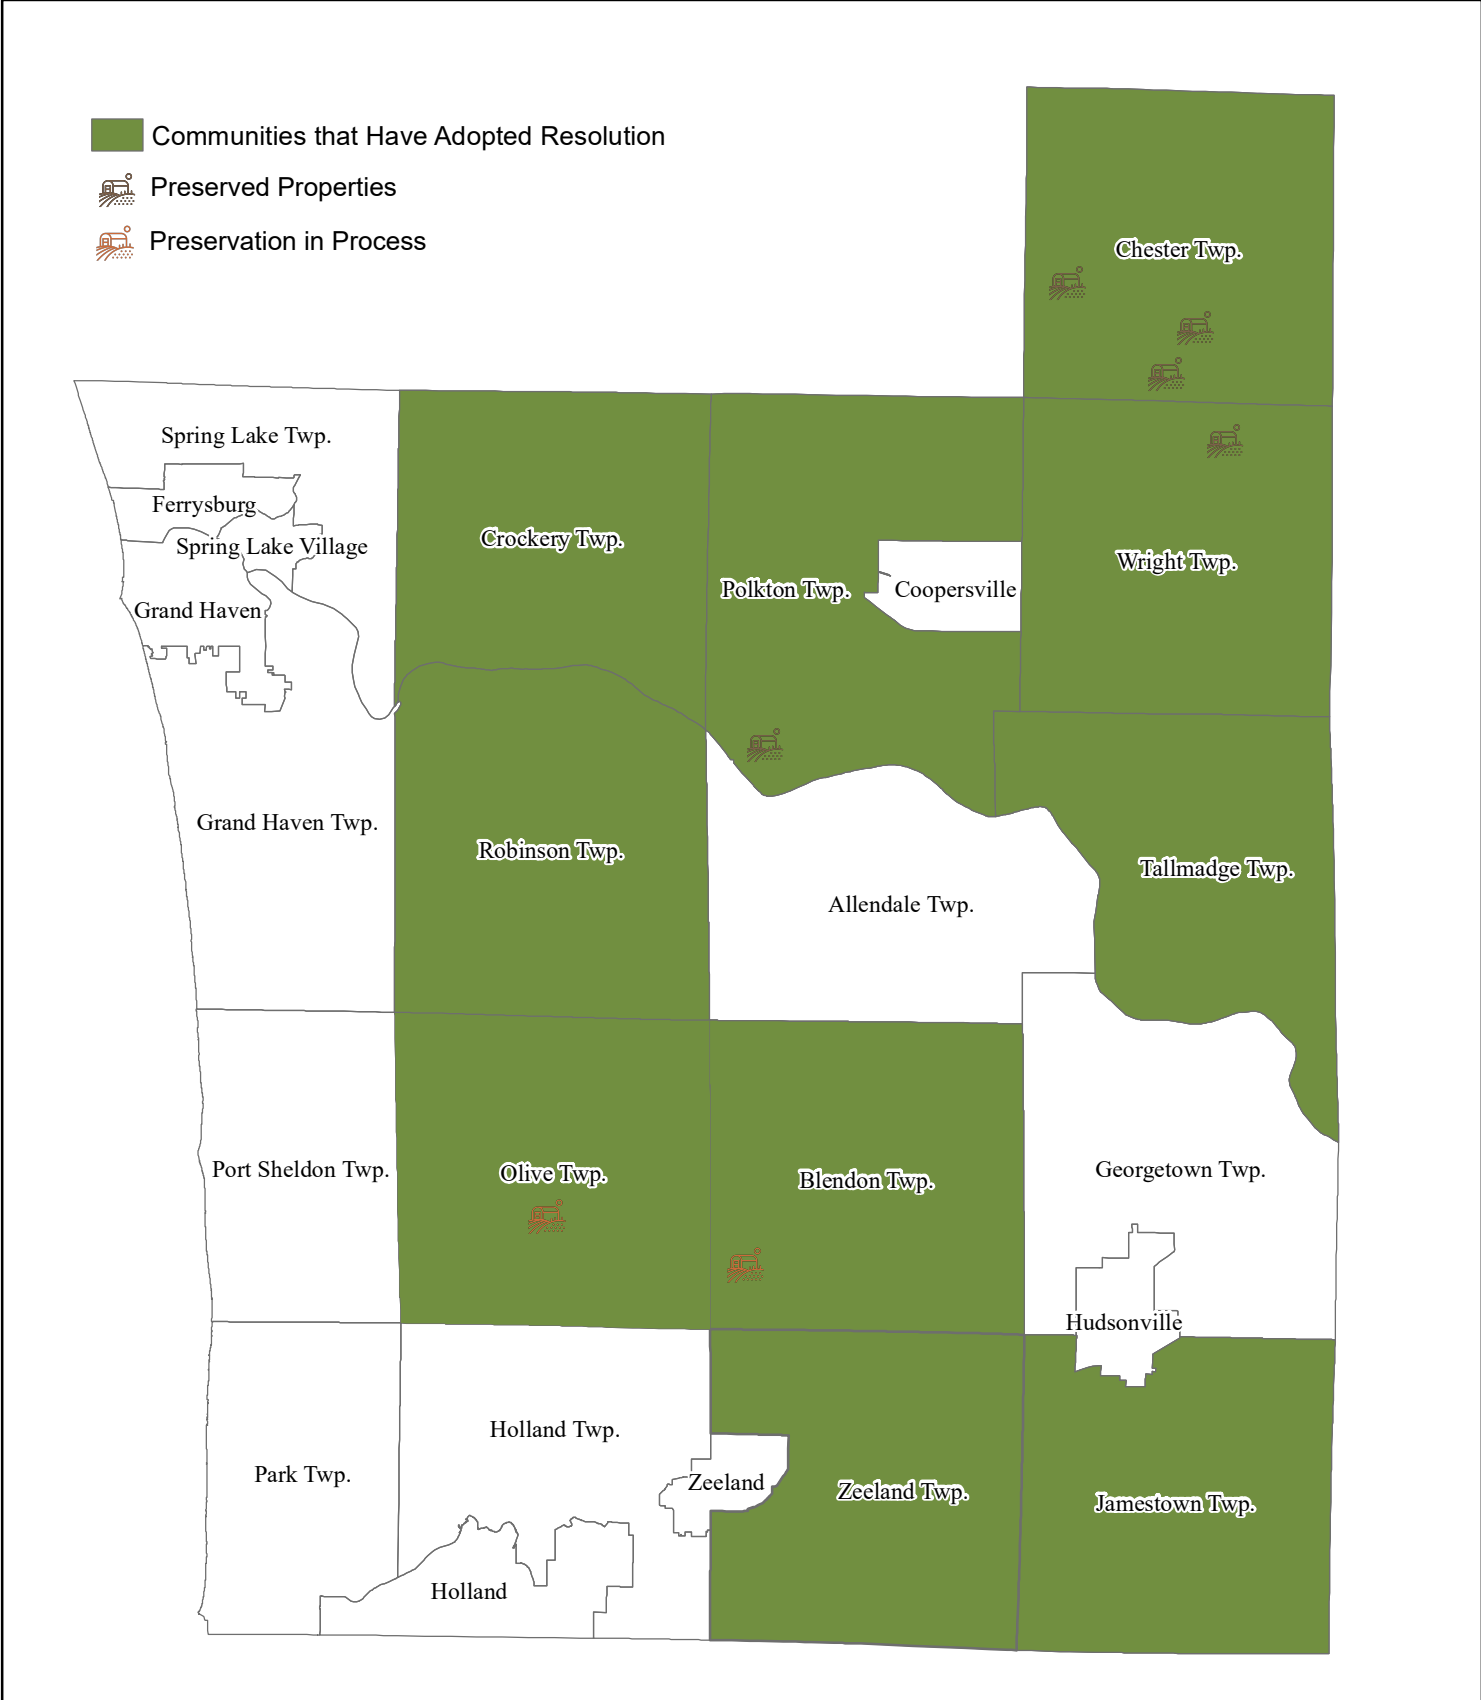 Communities that Have Adopted Resolution
Preserved Properties
Preservation in Process
Chester Twp.
Spring Lake Twp.
Ferrysburg
Spring Lake Village
Crockery Twp.
Wright Twp.
Polkton Twp.
Coopersville
Grand Haven
Grand Haven Twp.
Robinson Twp.
Tallmadge Twp.
Allendale Twp.
Port Sheldon Twp.
Olive Twp.
Blendon Twp.
Georgetown Twp.
Hudsonville
Holland Twp.
Park Twp.
Zeeland
Zeeland Twp.
Jamestown Twp.
Holland